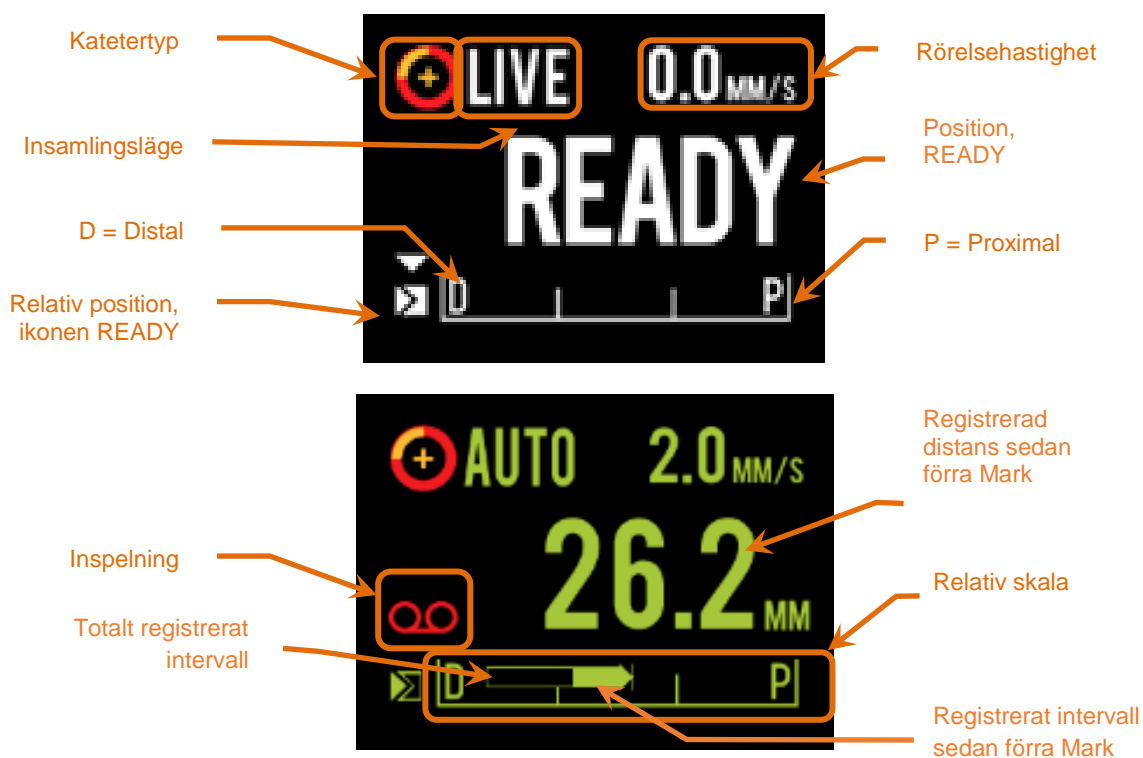 Katetertyp
LIVE
0.0 MM/S
Rörelsehastighet
Insamlingsläge
READY
Position,
READY
D = Distal
P = Proximal
D
P
Relativ position,
ikonen READY
AUTO
2.0 MM/S
Registrerad
distans sedan
förra Mark
Inspelning
26.2 MM
Relativ skala
Totalt registrerat
intervall
D
P
Registrerat intervall
sedan förra Mark